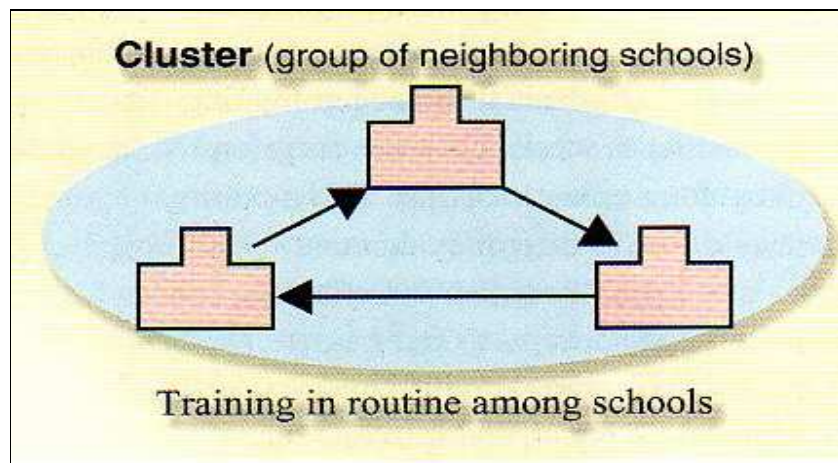 Cluster (group of neighboring schools)
Training in routine among schools